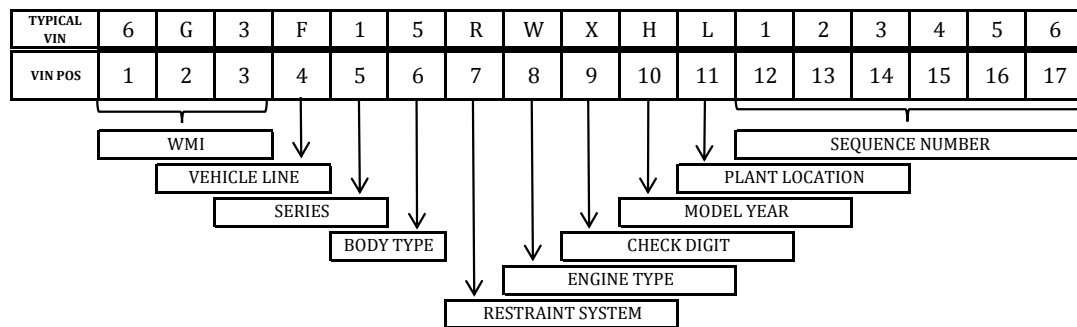 TYPICAL VIN 6 G 3 F 1 5 R W X H L 1 2 3 4 5 6
VIN POS 1 2 3 4 5 6 7 8 9 10 11 12 13 14 15 16 17
WMI SEQUENCE NUMBER
VEHICLE LINE PLANT LOCATION
SERIES MODEL YEAR
BODY TYPE CHECK DIGIT
ENGINE TYPE
RESTRAINT SYSTEM